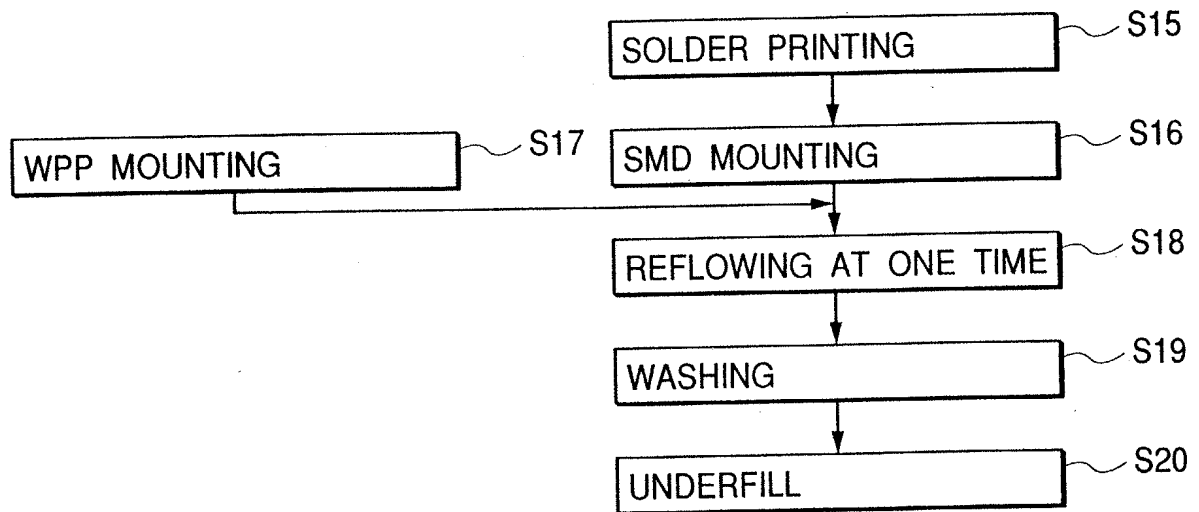 SOLDER PRINTING
S15
WPP MOUNTING
S17
SMD MOUNTING
S16
REFLOWING AT ONE TIME
S18
WASHING
S19
UNDERFILL
S20